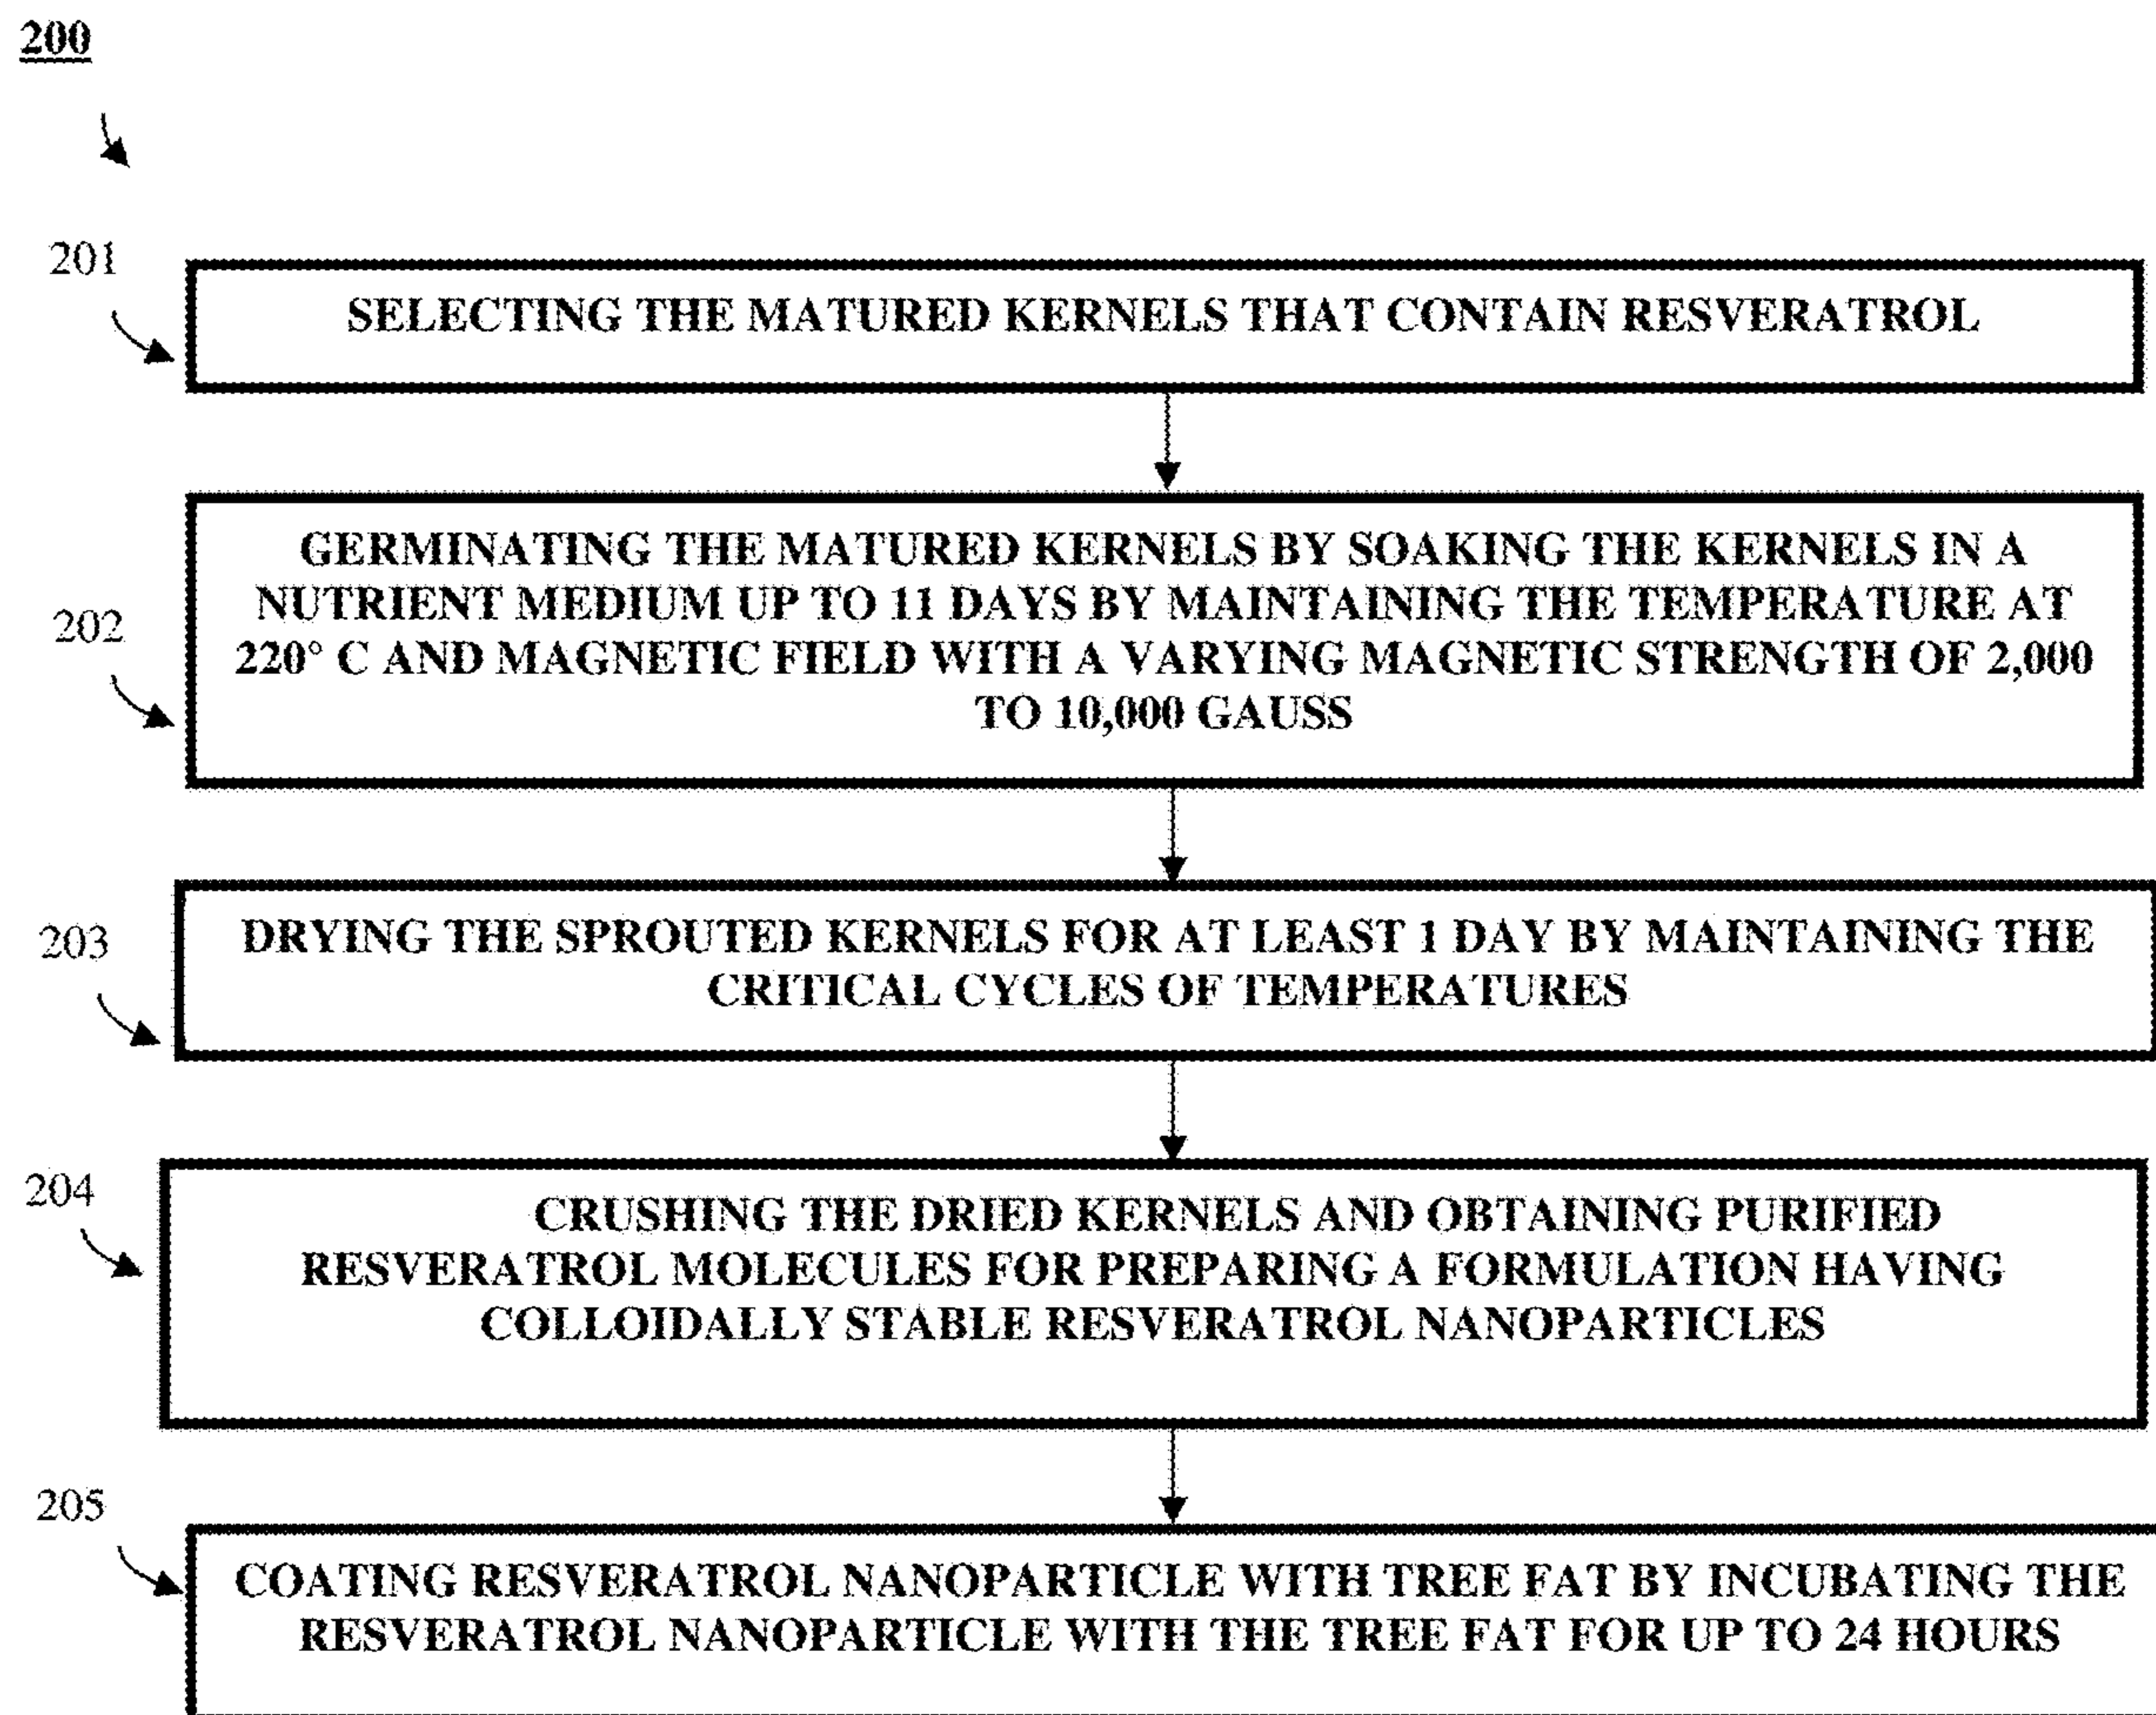 200
201
SELECTING THE MATURED KERNELS THAT CONTAIN RESVERATROL
202
GERMINATING THE MATURED KERNELS BY SOAKING THE KERNELS IN A
NUTRIENT MEDIUM UP TO 11 DAYS BY MAINTAINING THE TEMPERATURE AT
220° C AND MAGNETIC FIELD WITH A VARYING MAGNETIC STRENGTH OF 2,000
TO 10,000 GAUSS
203
DRYING THE SPROUTED KERNELS FOR AT LEAST 1 DAY BY MAINTAINING THE
CRITICAL CYCLES OF TEMPERATURES
204
CRUSHING THE DRIED KERNELS AND OBTAINING PURIFIED
RESVERATROL MOLECULES FOR PREPARING A FORMULATION HAVING
COLLOIDALLY STABLE RESVERATROL NANOPARTICLES
205
COATING RESVERATROL NANOPARTICLE WITH TREE FAT BY INCUBATING THE
RESVERATROL NANOPARTICLE WITH THE TREE FAT FOR UP TO 24 HOURS